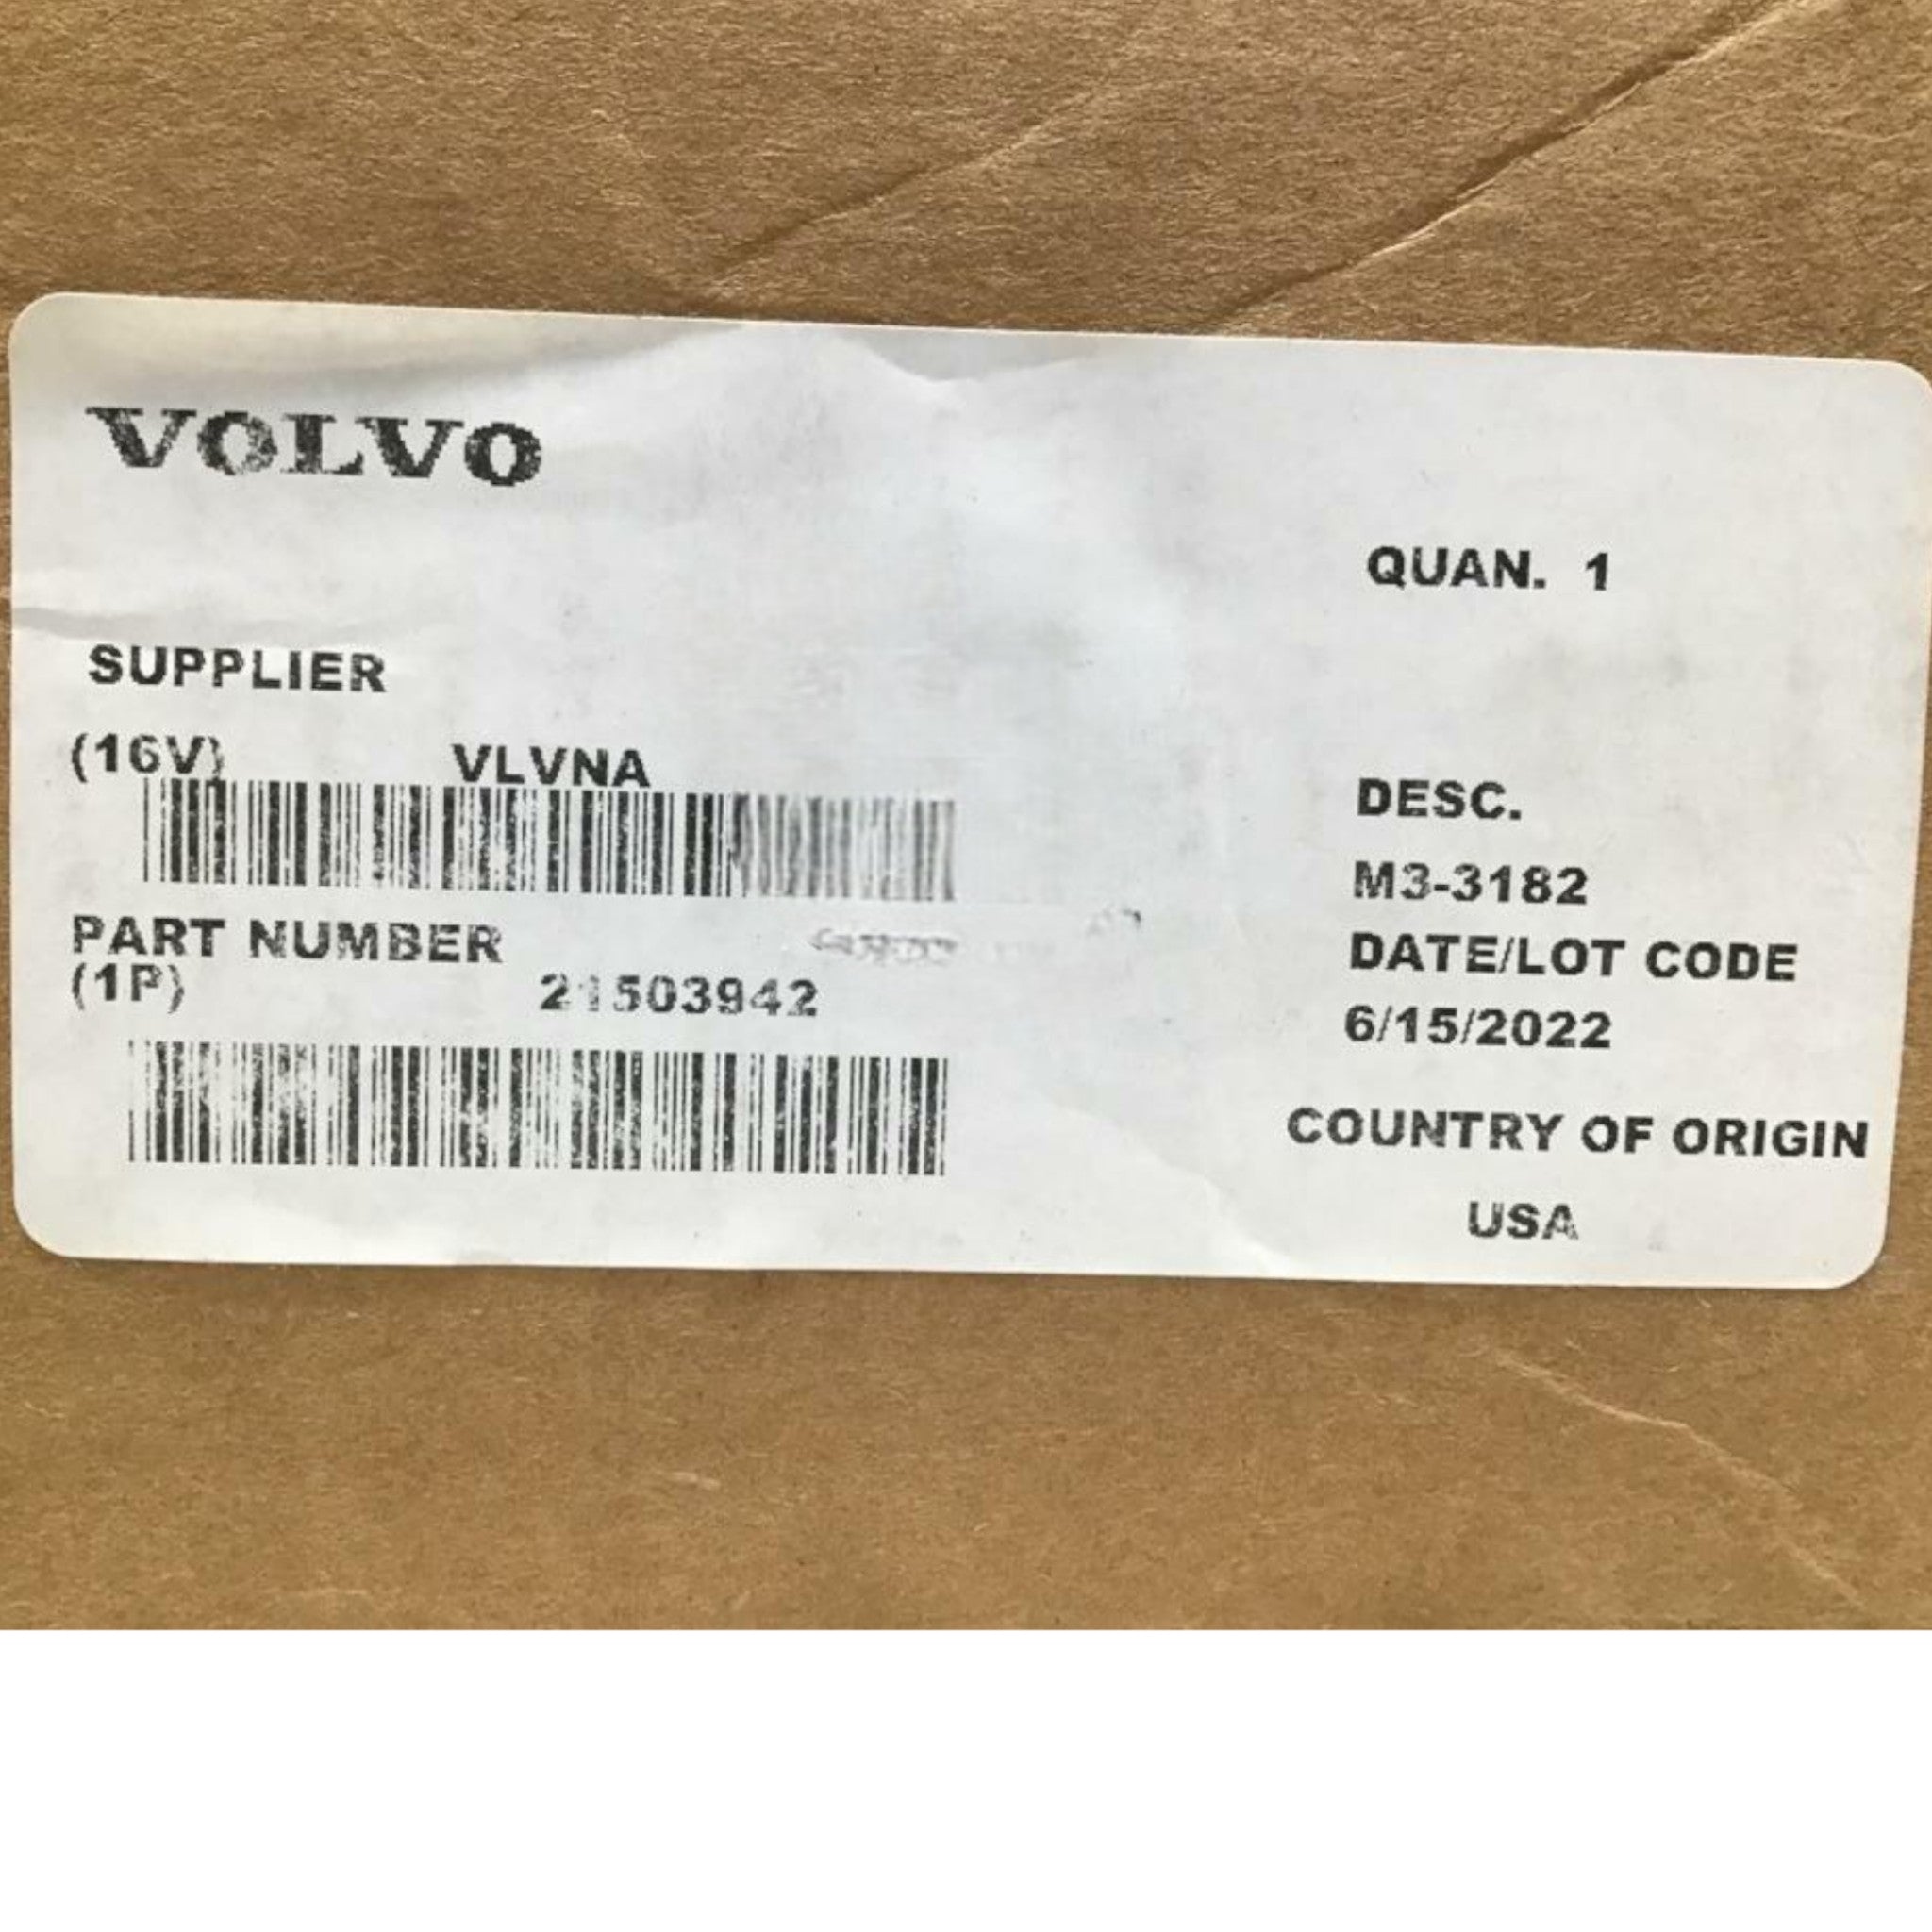 VOLVO
QUAN. 1
SUPPLIER
(16V) VLVNA
DESC.
M3-3182
PART NUMBER
(1P) 21503942
DATE/LOT CODE
6/15/2022
COUNTRY OF ORIGIN
USA